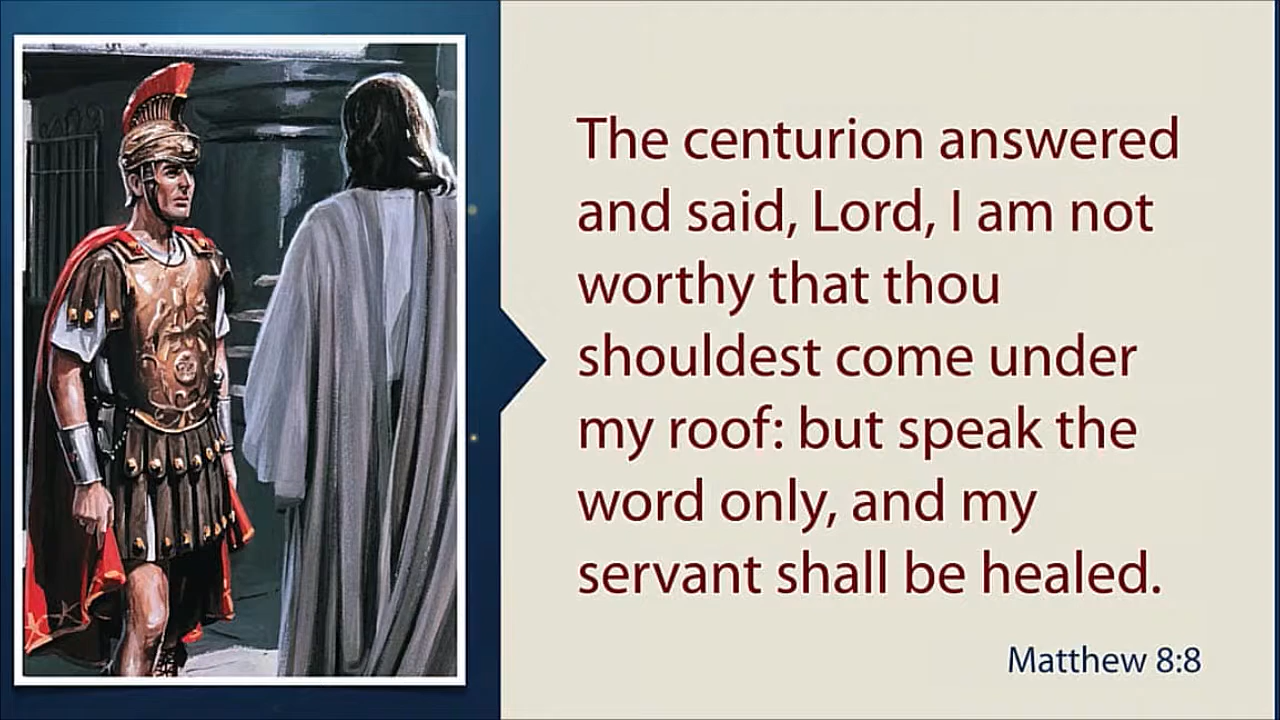 The centurion answered
and said, Lord, I am not
worthy that thou
shouldest come under
my roof: but speak the
word only, and my
servant shall be healed.
Matthew 8:8